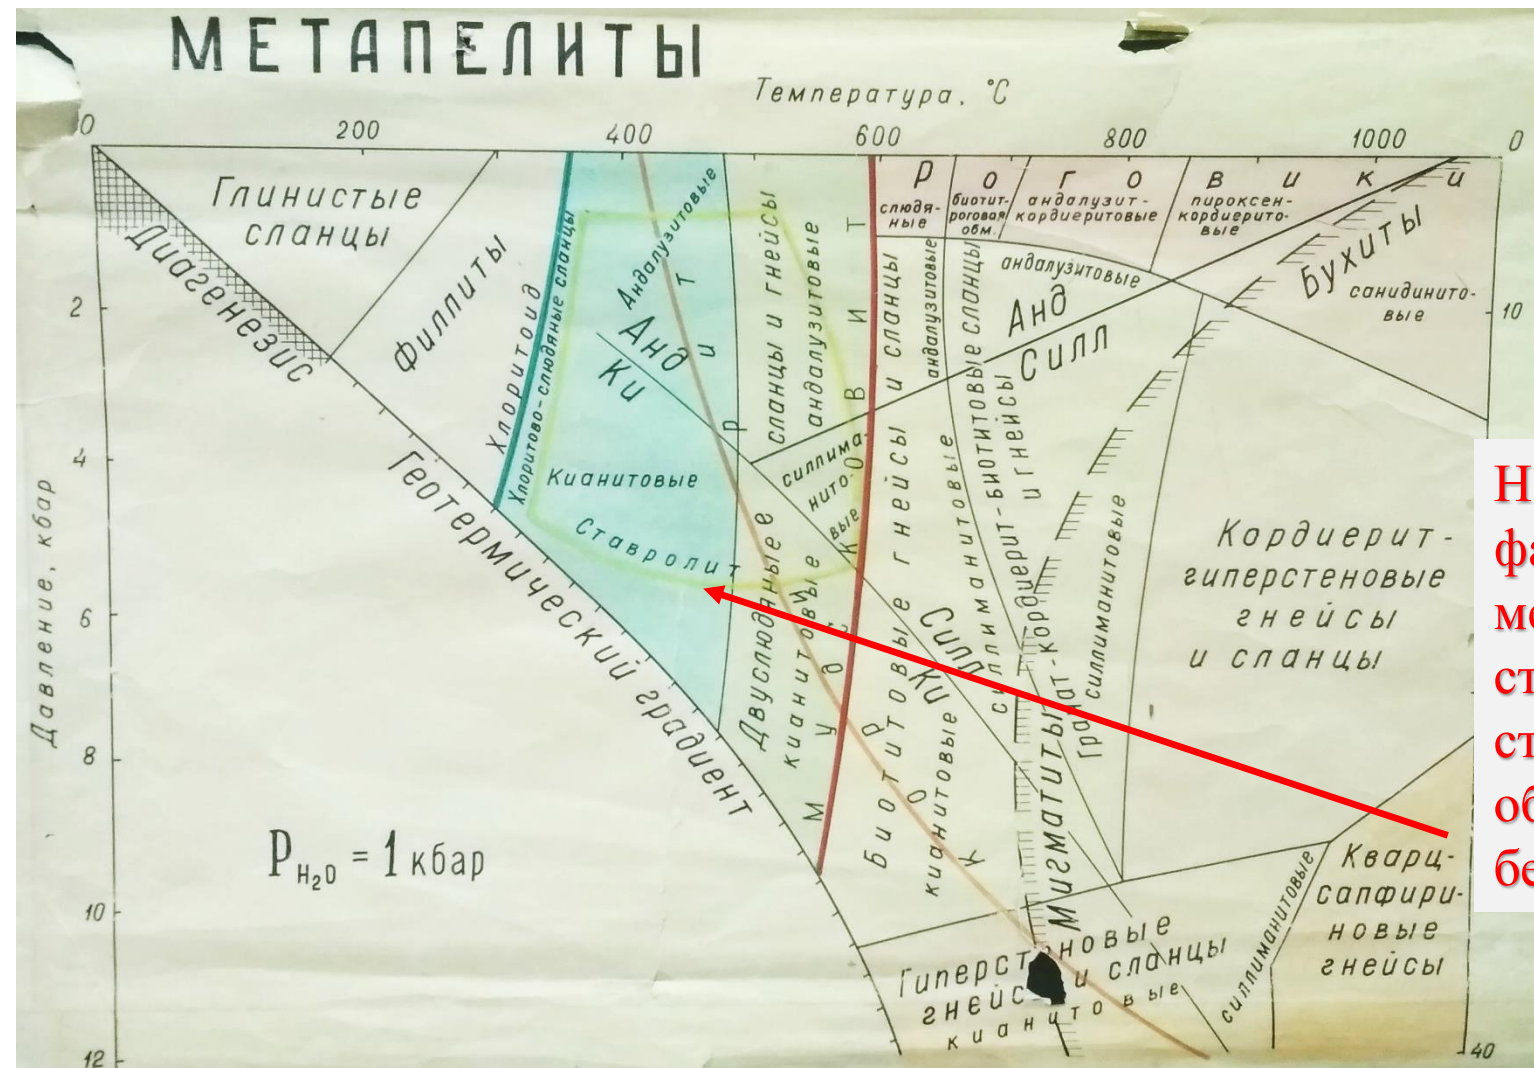 МЕТАПЕЛИТЫ
Температура, °C
0
200
400
600
800
1000
0
Давление, кбар
2
4
6
8
10
12
10
40
Глинистые
сланцы
Диагенезис
Филлиты
Геотермический градиент
Хлоритоид
Хлоритово-слюдяные сланцы
Андалузитовые
Анд
Ки
Кианитовые
Ставролит
сланцы и гнейсы
андалузитовые
силлима-
нито-
вые
Двуслюдяные
кианитовые
Мусковит
Роговики
слюдя-
ные
биотит-
роговая
обм.
андалузит-
кордиеритовые
пироксен-
кордиерито-
вые
Бухиты
санидинито-
вые
андалузитовые
Анд
Силл
Биотитовые гнейсы и сланцы
андалузитовые
силлиманитовые
кианитовые
Силл
Ки
Гранат-кордиерит-биотитовые сланцы
и гнейсы
силлиманитовые
Мигматиты
Кордиерит-
гиперстеновые
гнейсы
и сланцы
Гиперстеновые
и сланцы
кианитовые
силлиманитовые
Кварц-
сапфири-
новые
гнейсы
P H₂O = 1 кбар